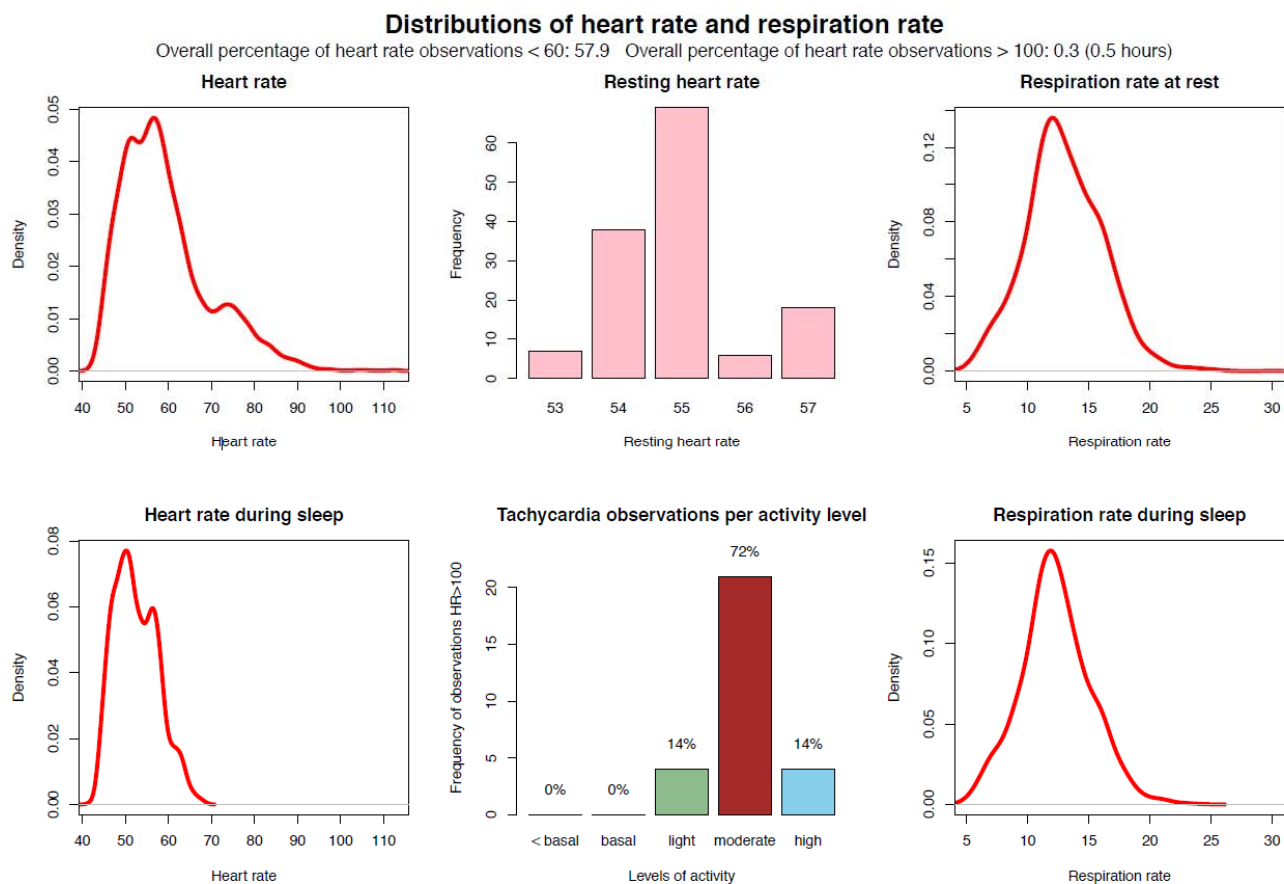 Distributions of heart rate and respiration rate
Overall percentage of heart rate observations < 60: 57.9 Overall percentage of heart rate observations > 100: 0.3 (0.5 hours)
Heart rate
Density
0.00 0.01 0.02 0.03 0.04 0.05
40 50 60 70 80 90 100 110
Heart rate
Resting heart rate
Frequency
0 10 20 30 40 50 60
53 54 55 56 57
Resting heart rate
Respiration rate at rest
Density
0.00 0.04 0.08 0.12
5 10 15 20 25 30
Respiration rate
Heart rate during sleep
Density
0.00 0.02 0.04 0.06 0.08
40 50 60 70 80 90 100 110
Heart rate
Tachycardia observations per activity level
Frequency of observations HR>100
0 5 10 15 20
0% 0% 14% 72% 14%
< basal basal light moderate high
Levels of activity
Respiration rate during sleep
Density
0.00 0.05 0.10 0.15
5 10 15 20 25 30
Respiration rate